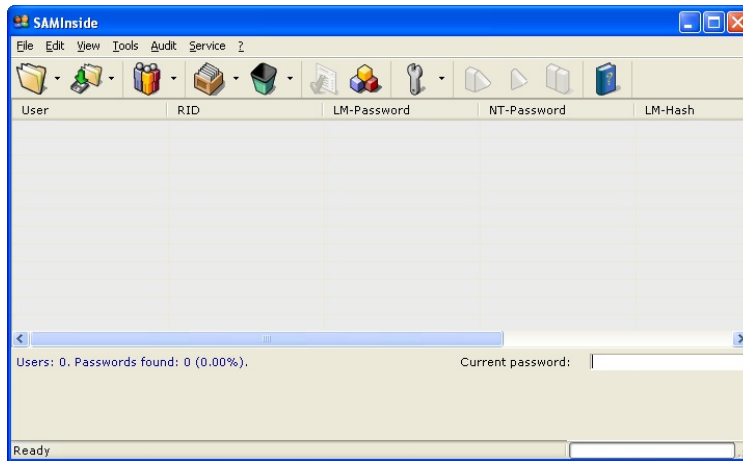 SAMInside
File Edit View Tools Audit Service ?
User RID LM-Password NT-Password LM-Hash
Users: 0. Passwords found: 0 (0.00%). Current password:
Ready